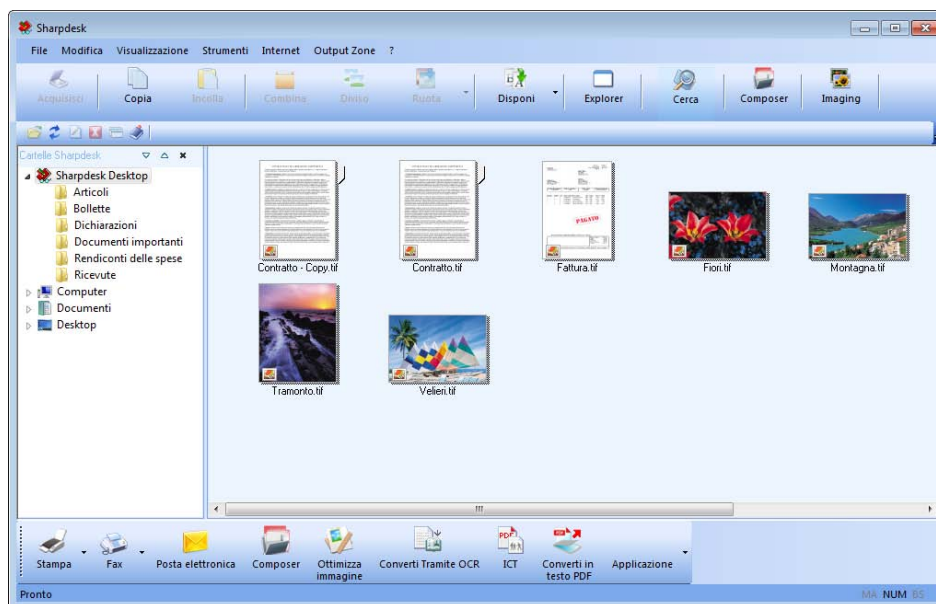 Sharpdesk
File Modifica Visualizzazione Strumenti Internet Output Zone ?
Acquisisci Copia Incolla Combina Dividi Ruota Disponi Explorer Cerca Composer Imaging
Cartelle Sharpdesk
Sharpdesk Desktop
Articoli
Bollette
Dichiarazioni
Documenti importanti
Rendiconti delle spese
Ricevute
Computer
Documenti
Desktop
PAGATO
Contratto - Copy.tif Contratto.tif Fattura.tif Fiori.tif Montagna.tif
Tramonto.tif Velieri.tif
Stampa Fax Posta elettronica Composer Ottimizza immagine Converti Tramite OCR ICT Converti in testo PDF Applicazione
Pronto MA NUM BS